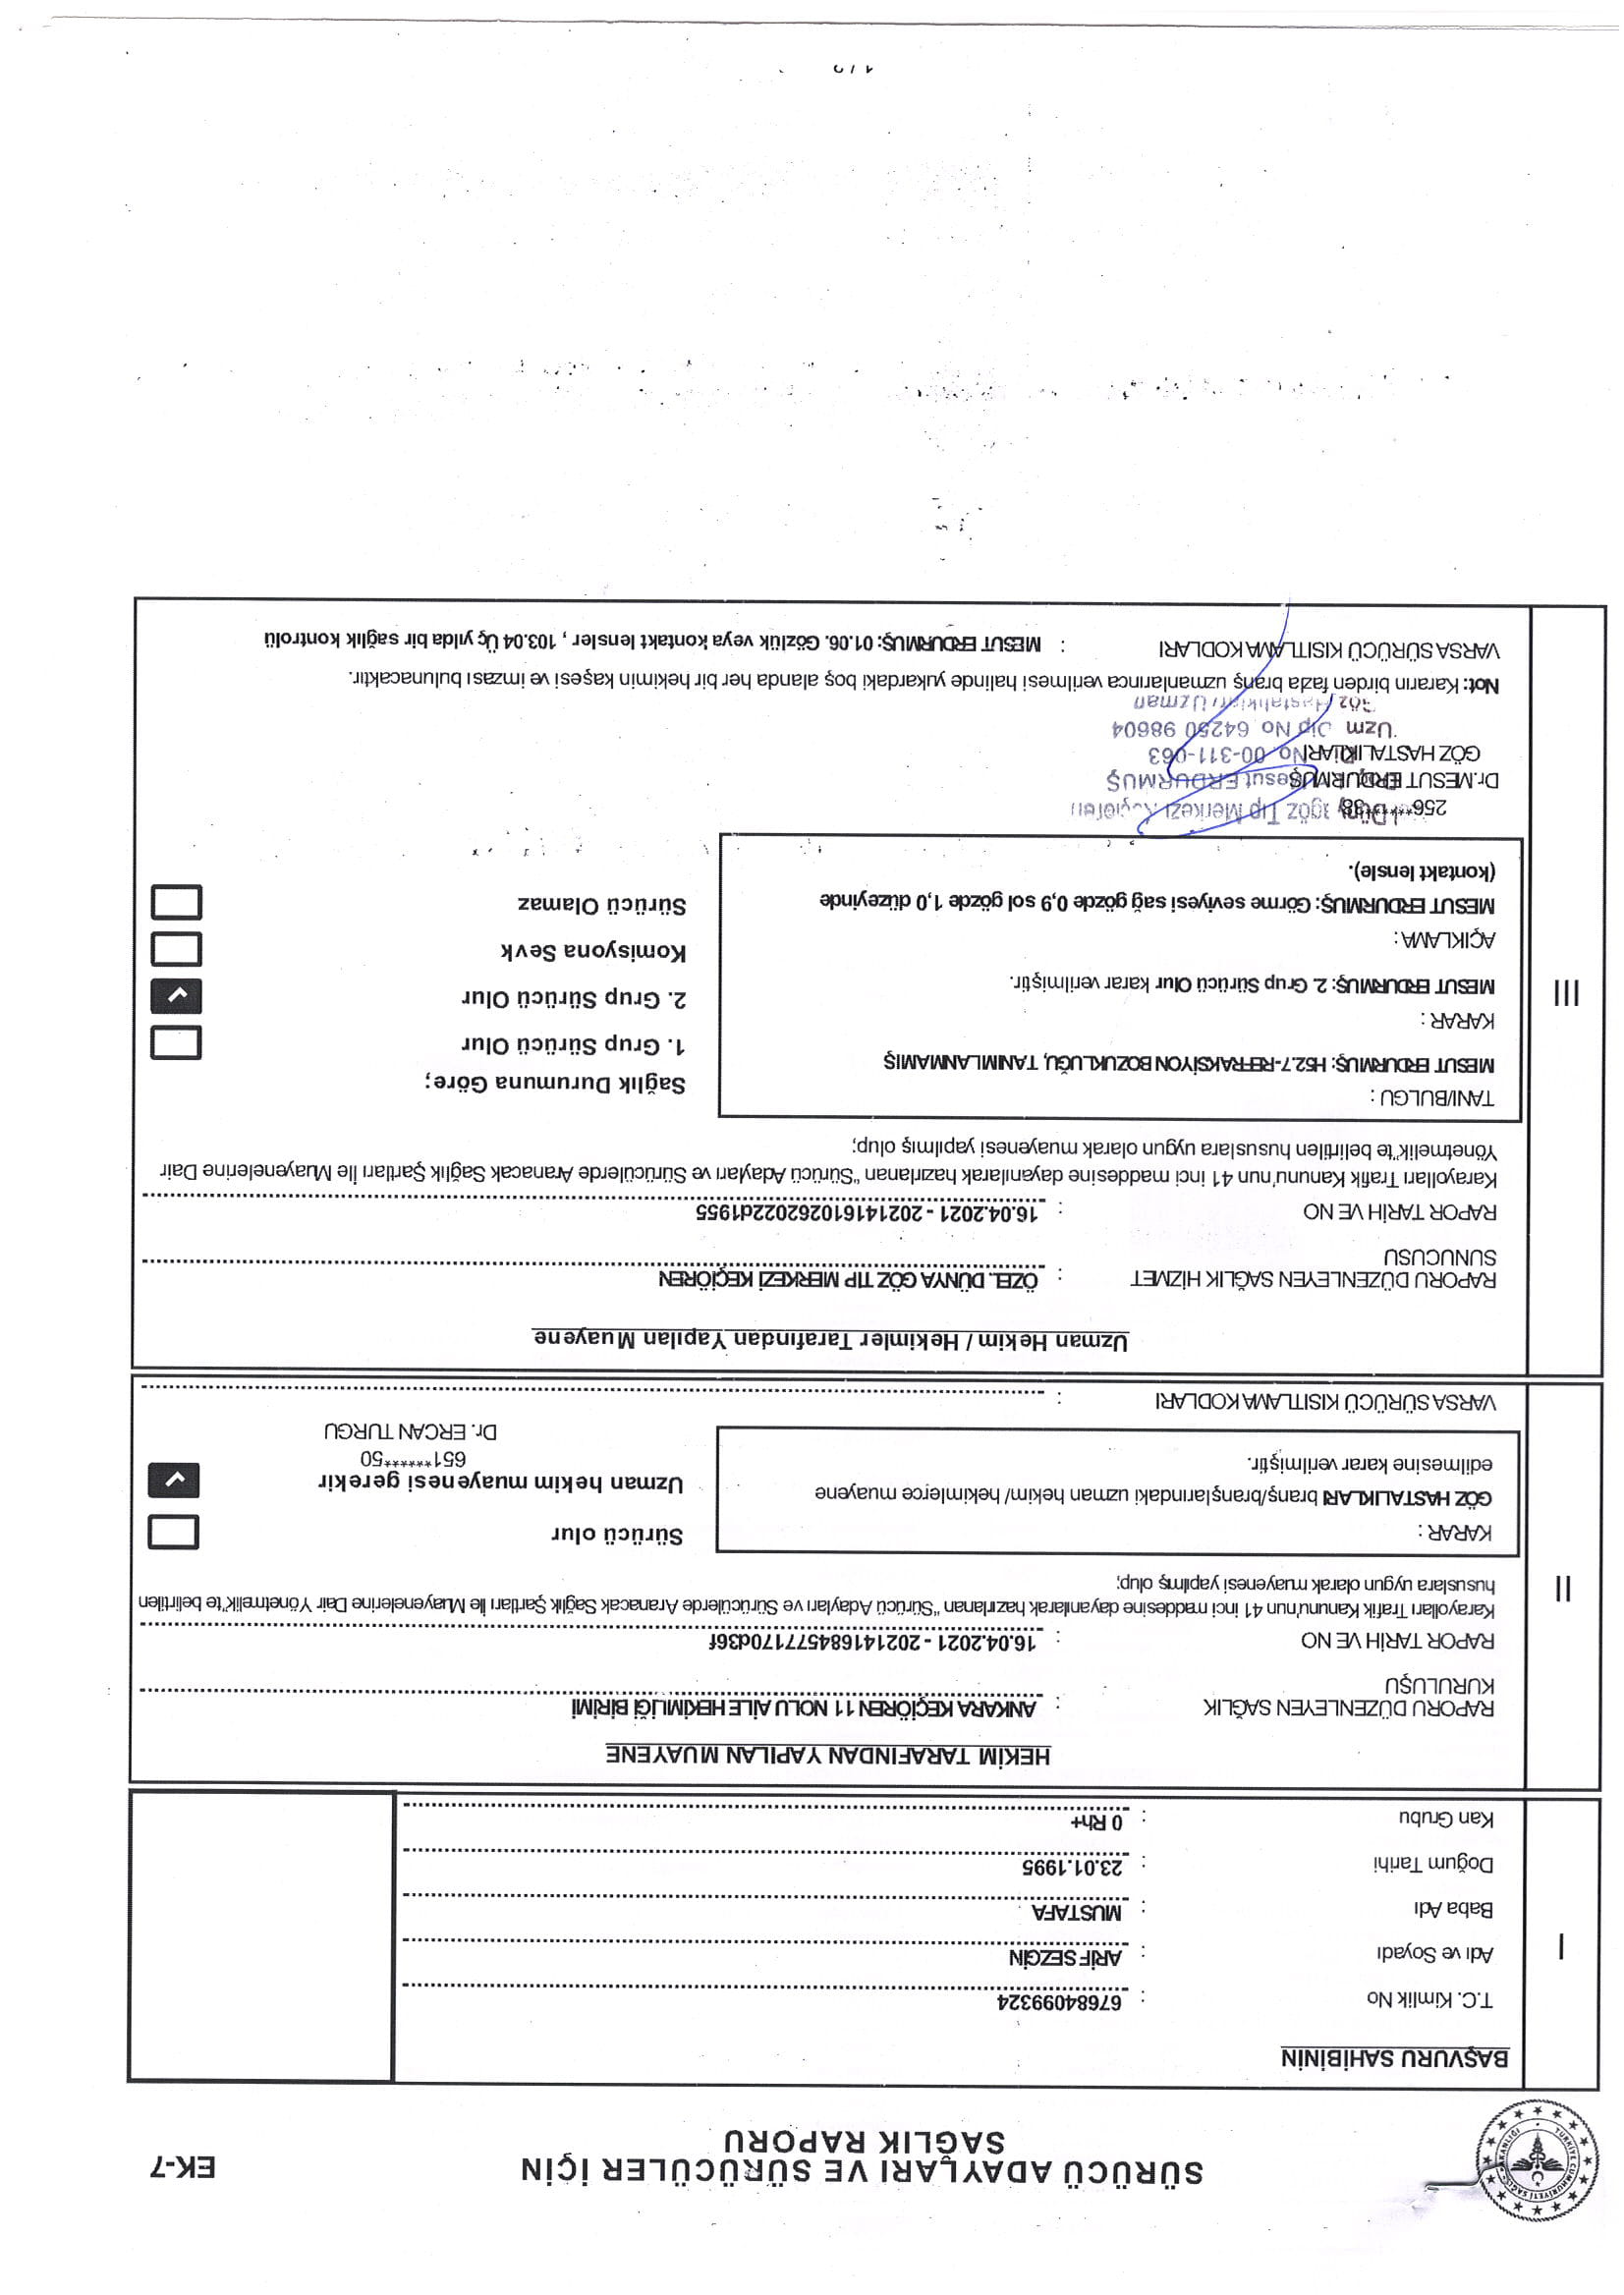 SÜRÜCÜ ADAYLARI VE SÜRÜCÜLER İÇİN
SAĞLIK RAPORU
EK-7
I
BAŞVURU SAHİBİNİN
T.C. Kimlik No : 67684099324
Adı ve Soyadı : ARİF SEZGİN
Baba Adı : MUSTAFA
Doğum Tarihi : 23.01.1995
Kan Grubu : 0 Rh+
II
HEKİM TARAFINDAN YAPILAN MUAYENE
RAPORU DÜZENLEYEN SAĞLIK : ANKARA KEÇİÖREN 11 NOLU AİLE HEKİMLİĞİ BİRİMİ
KURULUŞU
RAPOR TARİH VE NO : 16.04.2021 - 202141684577170d36f
Karayolları Trafik Kanunu'nun 41 inci maddesine dayanılarak hazırlanan "Sürücü Adayları ve Sürücülerde Aranacak Sağlık Şartları İle Muayenelerine Dair Yönetmelik"te belirtilen
hususlara uygun olarak muayenesi yapılmış olup;
KARAR :
GÖZ HASTALIKLARI branş/branşlarındaki uzman hekim/ hekimlerce muayene
edilmesine karar verilmiştir.
Sürücü olur
Uzman hekim muayenesi gerekir
651******50
Dr. ERCAN TURGU
VARSA SÜRÜCÜ KISITLAMA KODLARI :
III
Uzman Hekim / Hekimler Tarafından Yapılan Muayene
RAPORU DÜZENLEYEN SAĞLIK HİZMET : ÖZEL DÜNYA GÖZ TIP MERKEZİ KEÇİÖREN
SUNUCUSU
RAPOR TARİH VE NO : 16.04.2021 - 202141610262022d1955
Karayolları Trafik Kanunu'nun 41 inci maddesine dayanılarak hazırlanan "Sürücü Adayları ve Sürücülerde Aranacak Sağlık Şartları İle Muayenelerine Dair
Yönetmelik"te belirtilen hususlara uygun olarak muayenesi yapılmış olup;
TANI/BULGU :
MESUT ERDURMUŞ: H52.7-REFRAKSİYON BOZUKLUĞU, TANIMLANMAMIŞ
KARAR :
MESUT ERDURMUŞ: 2. Grup Sürücü Olur karar verilmiştir.
AÇIKLAMA :
MESUT ERDURMUŞ: Görme seviyesi sağ gözde 0,9 sol gözde 1,0 düzeyinde
(kontakt lensle).
Sağlık Durumuna Göre;
1. Grup Sürücü Olur
2. Grup Sürücü Olur
Komisyona Sevk
Sürücü Olamaz
256*****38
Tıp Merkezi
Dr.MESUT ERDURMUŞ
Mesut ERDURMUŞ
GÖZ HASTALIKLARI
No 00-311-063
Uzm Dip No 64250 98604
Göz Hastalıkları Uzman
Not: Kararın birden fazla branş uzmanlarınca verilmesi halinde yukardaki boş alanda her bir hekimin kaşesi ve imzası bulunacaktır.
VARSA SÜRÜCÜ KISITLAMA KODLARI : MESUT ERDURMUŞ: 01.06. Gözlük veya kontakt lensler , 103.04 Üç yılda bir sağlık kontrolü